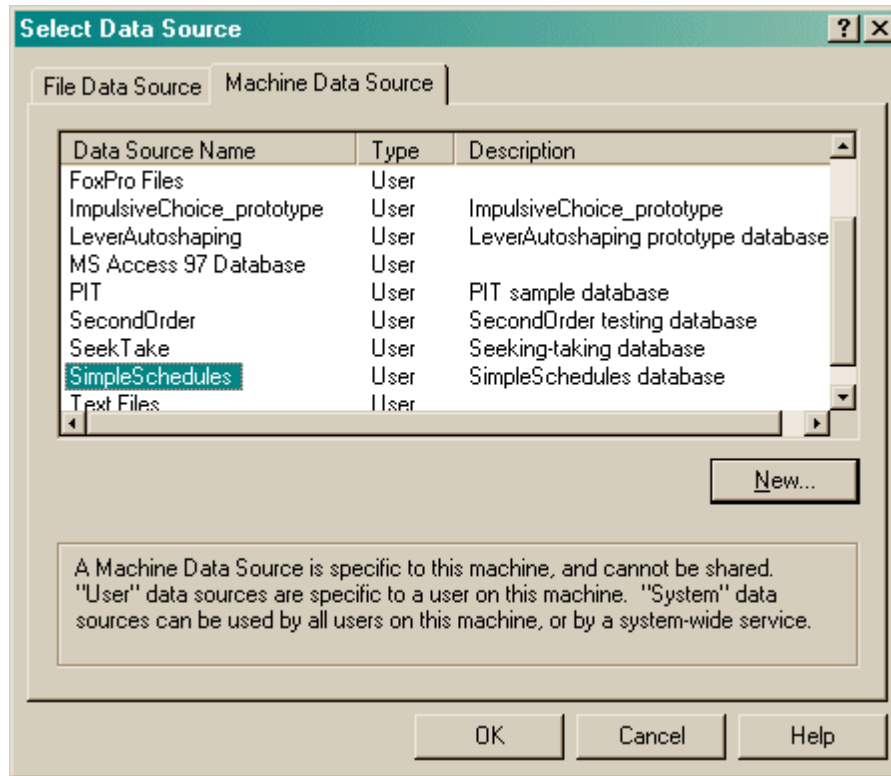 Select Data Source
File Data Source Machine Data Source
Data Source Name Type Description
FoxPro Files User
ImpulsiveChoice_prototype User ImpulsiveChoice_prototype
LeverAutoshaping User LeverAutoshaping prototype database
MS Access 97 Database User
PIT User PIT sample database
SecondOrder User SecondOrder testing database
SeekTake User Seeking-taking database
SimpleSchedules User SimpleSchedules database
Text Files User
New...
A Machine Data Source is specific to this machine, and cannot be shared.
"User" data sources are specific to a user on this machine. "System" data
sources can be used by all users on this machine, or by a system-wide service.
OK Cancel Help